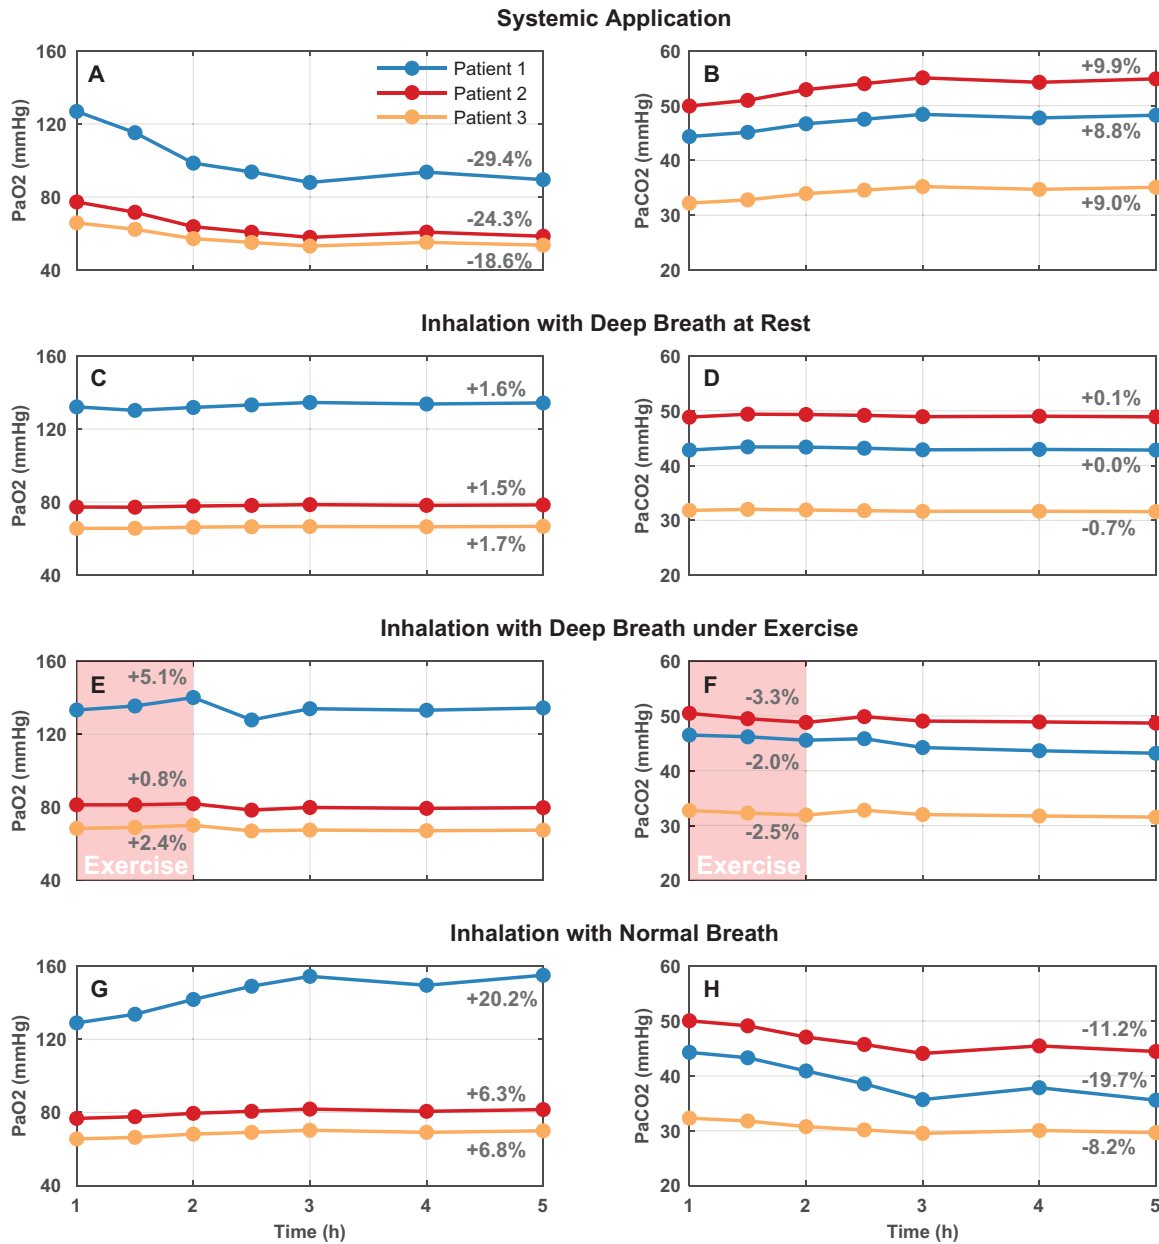 Systemic Application
160
120
80
40
PaO2 (mmHg)
A
Patient 1
Patient 2
Patient 3
-29.4%
-24.3%
-18.6%
60
50
40
30
20
PaCO2 (mmHg)
B
+9.9%
+8.8%
+9.0%
Inhalation with Deep Breath at Rest
160
120
80
40
PaO2 (mmHg)
C
+1.6%
+1.5%
+1.7%
60
50
40
30
20
PaCO2 (mmHg)
D
+0.1%
+0.0%
-0.7%
Inhalation with Deep Breath under Exercise
160
120
80
40
PaO2 (mmHg)
E
+5.1%
+0.8%
+2.4%
Exercise
60
50
40
30
20
PaCO2 (mmHg)
F
-3.3%
-2.0%
-2.5%
Exercise
Inhalation with Normal Breath
160
120
80
40
PaO2 (mmHg)
G
+20.2%
+6.3%
+6.8%
1 2 3 4 5
Time (h)
60
50
40
30
20
PaCO2 (mmHg)
H
-11.2%
-19.7%
-8.2%
1 2 3 4 5
Time (h)